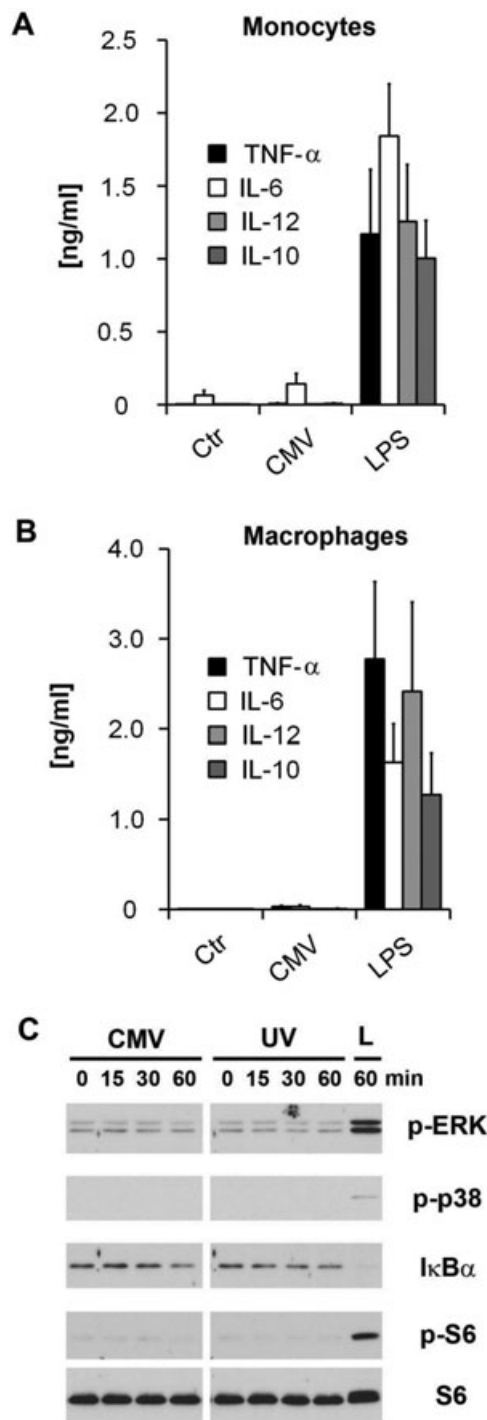 A Monocytes
2.5
2.0
1.5
1.0
0.5
0
[ng/ml]
TNF-α
IL-6
IL-12
IL-10
Ctr CMV LPS
B Macrophages
4.0
3.0
2.0
1.0
0
[ng/ml]
TNF-α
IL-6
IL-12
IL-10
Ctr CMV LPS
C CMV UV L
0 15 30 60 0 15 30 60 60 min
p-ERK
p-p38
IκBα
p-S6
S6